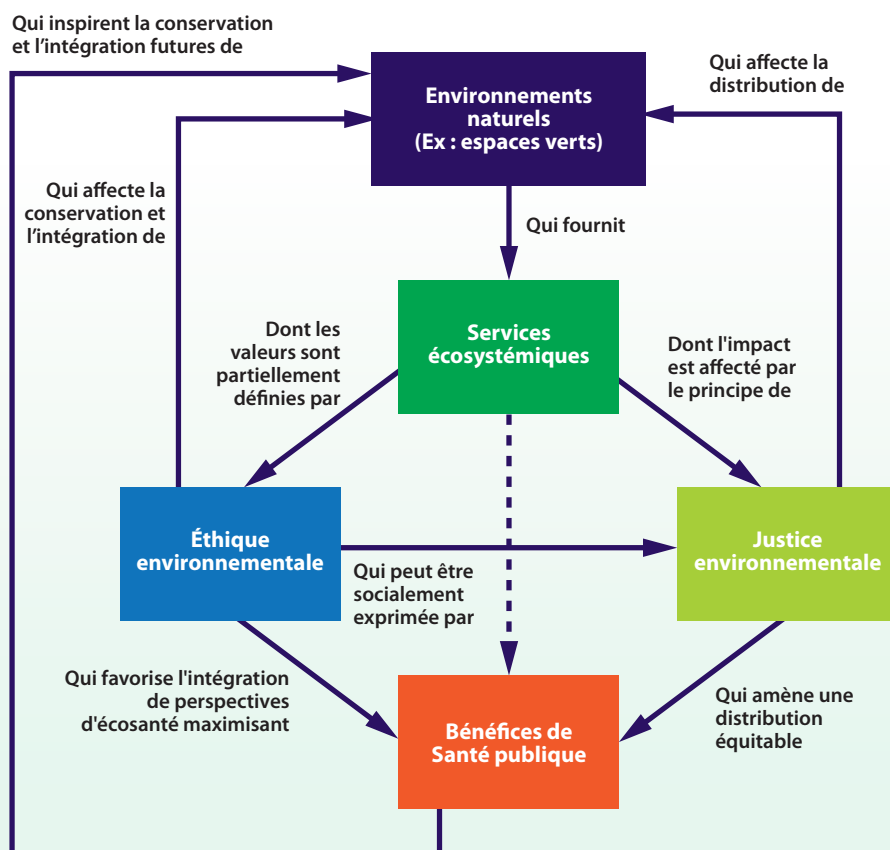 Qui inspirent la conservation
et l’intégration futures de
Environnements
naturels
(Ex : espaces verts)
Qui affecte la
distribution de
Qui affecte la
conservation et
l’intégration de
Qui fournit
Services
écosystémiques
Dont les
valeurs sont
partiellement
définies par
Dont l'impact
est affecté par
le principe de
Éthique
environnementale
Justice
environnementale
Qui peut être
socialement
exprimée par
Qui favorise l'intégration
de perspectives
d'écosanté maximisant
Bénéfices de
Santé publique
Qui amène une
distribution
équitable